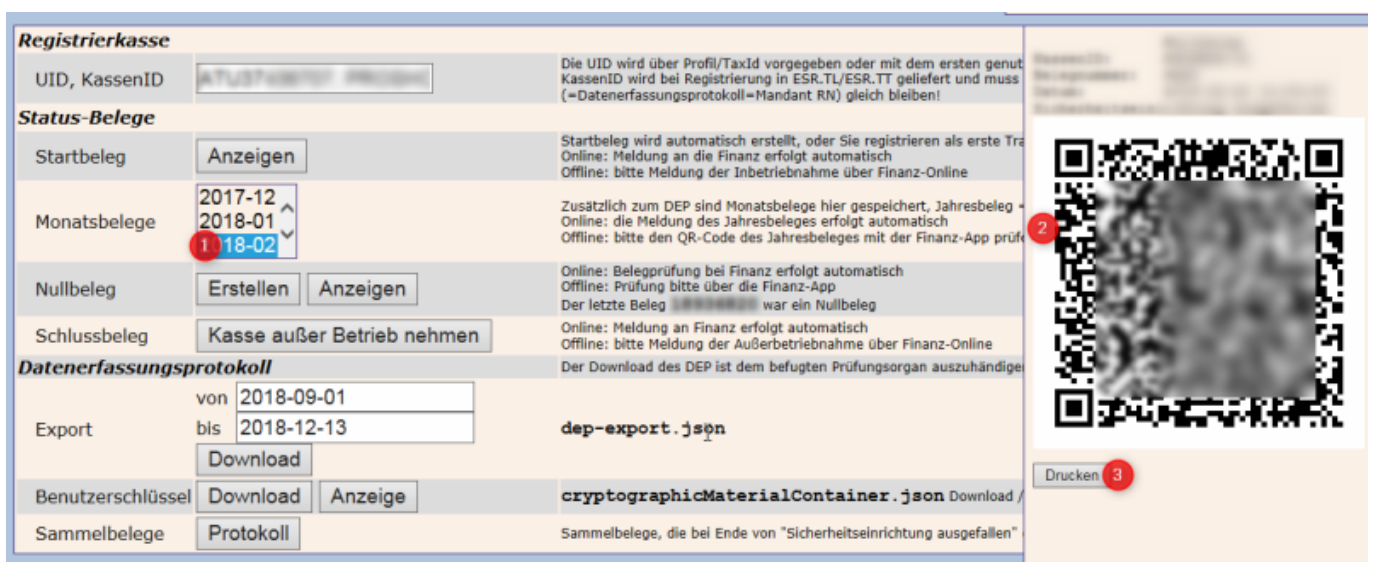 Registrierkasse
UID, KassenID
Die UID wird über Profil/TaxId vorgegeben oder mit dem ersten genut
KassenID wird bei Registrierung in ESR.TL/ESR.TT geliefert und muss
(=Datenerfassungsprotokoll=Mandant RN) gleich bleiben!
Status-Belege
Startbeleg
Anzeigen
Startbeleg wird automatisch erstellt, oder Sie registrieren als erste Tra
Online: Meldung an die Finanz erfolgt automatisch
Offline: bitte Meldung der Inbetriebnahme über Finanz-Online
Monatsbelege
2017-12
2018-01
1 018-02
Zusätzlich zum DEP sind Monatsbelege hier gespeichert, Jahresbeleg =
Online: die Meldung des Jahresbeleges erfolgt automatisch
Offline: bitte den QR-Code des Jahresbeleges mit der Finanz-App prüfe
Nullbeleg
Erstellen Anzeigen
Online: Belegprüfung bei Finanz erfolgt automatisch
Offline: Prüfung bitte über die Finanz-App
Der letzte Beleg war ein Nullbeleg
Schlussbeleg
Kasse außer Betrieb nehmen
Online: Meldung an Finanz erfolgt automatisch
Offline: bitte Meldung der Außerbetriebnahme über Finanz-Online
Datenerfassungsprotokoll
Der Download des DEP ist dem befugten Prüfungsorgan auszuhändigen
Export
von 2018-09-01
bis 2018-12-13
Download
dep-export.json
Benutzerschlüssel
Download Anzeige
cryptographicMaterialContainer.json Download /
Sammelbelege
Protokoll
Sammelbelege, die bei Ende von "Sicherheitseinrichtung ausgefallen"
2
Drucken 3